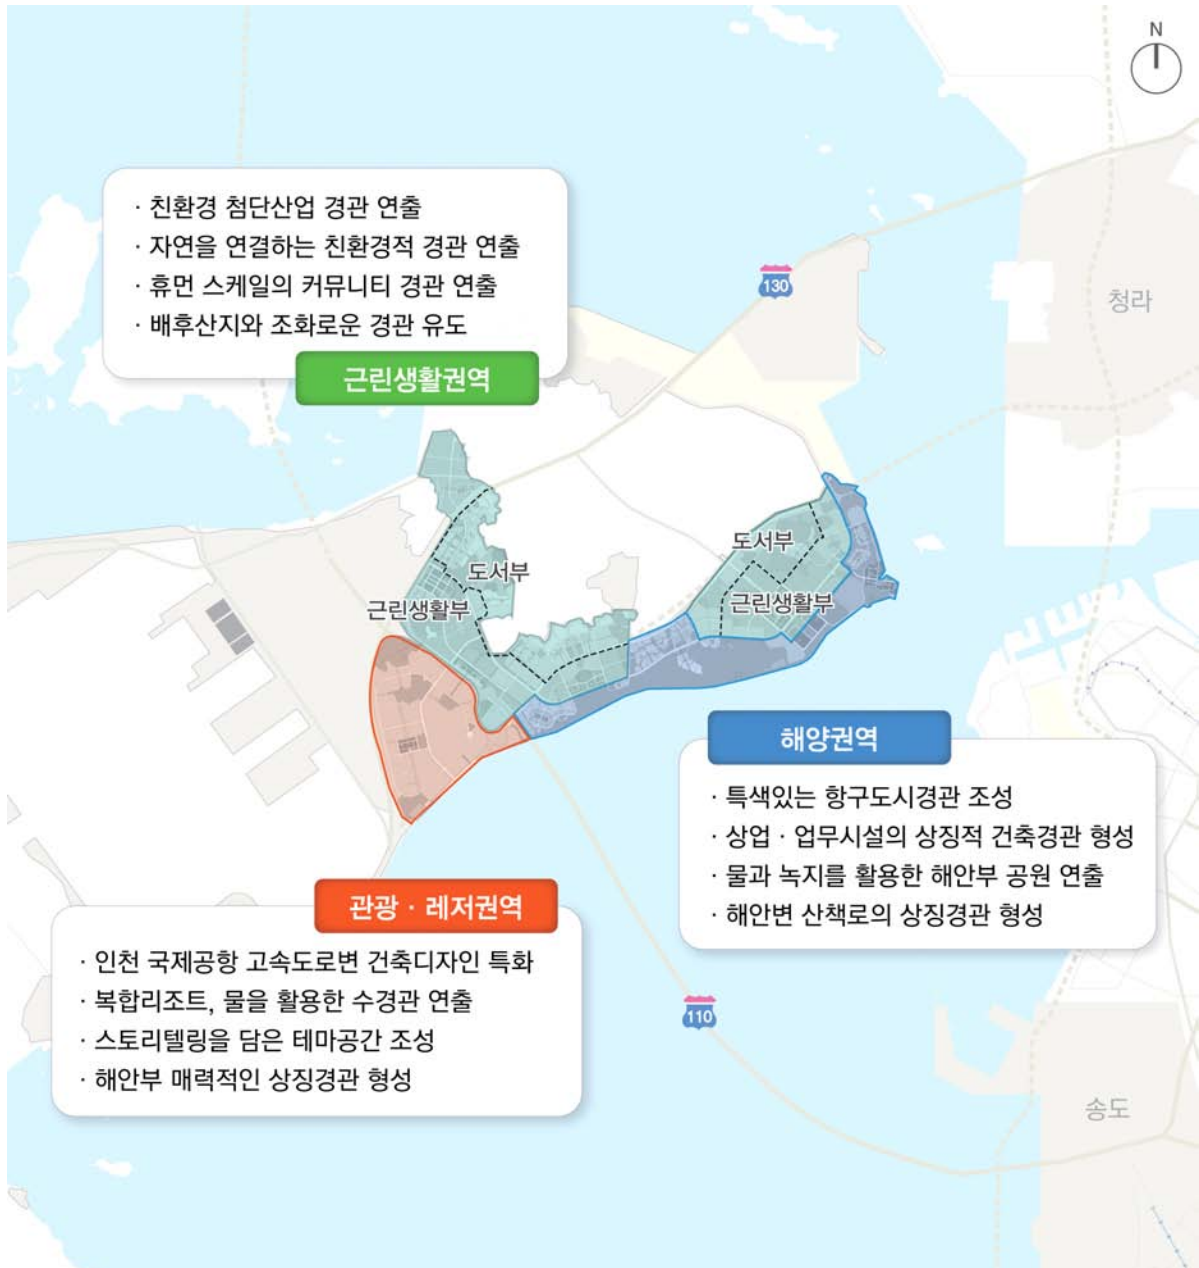 N
· 친환경 첨단산업 경관 연출
· 자연을 연결하는 친환경적 경관 연출
· 휴먼 스케일의 커뮤니티 경관 연출
· 배후산지와 조화로운 경관 유도
근린생활권역
130
청라
도서부
도서부
근린생활부
근린생활부
해양권역
· 특색있는 항구도시경관 조성
· 상업 · 업무시설의 상징적 건축경관 형성
· 물과 녹지를 활용한 해안부 공원 연출
· 해안변 산책로의 상징경관 형성
관광 · 레저권역
· 인천 국제공항 고속도로변 건축디자인 특화
· 복합리조트, 물을 활용한 수경관 연출
· 스토리텔링을 담은 테마공간 조성
· 해안부 매력적인 상징경관 형성
110
송도